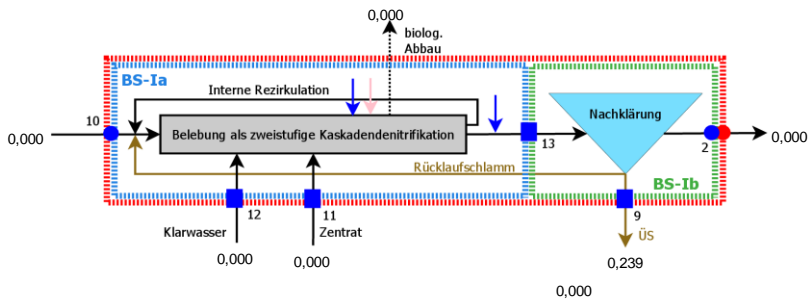 0,000
biolog.
Abbau
BS-Ia
Interne Rezirkulation
Nachklärung
10
0,000
Belebung als zweistufige Kaskadendenitrifikation
13
2
0,000
Rücklaufschlamm
BS-Ib
12
11
9
Klarwasser
Zentrat
ÜS
0,000
0,000
0,239
0,000